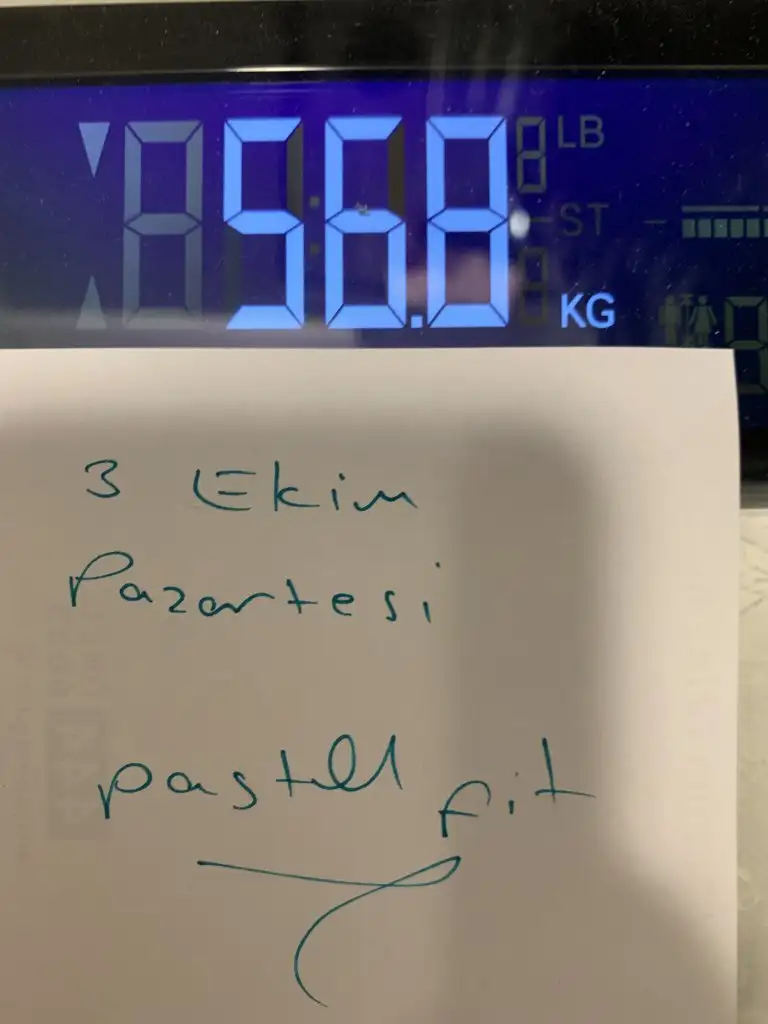 56.8
LB
ST
KG
3 Ekim
Pazartesi
pastell fit